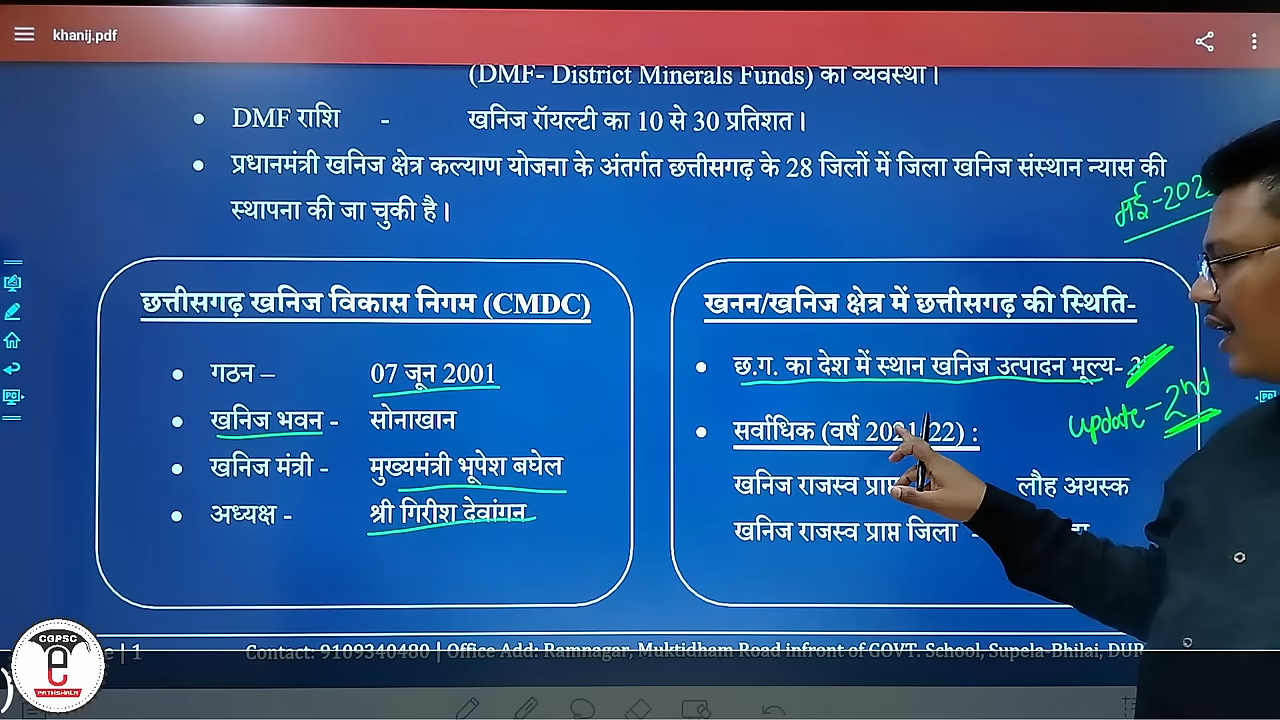 khanij.pdf
(DMF- District Minerals Funds) का व्यवस्था।
• DMF राशि - खनिज रॉयल्टी का 10 से 30 प्रतिशत।
• प्रधानमंत्री खनिज क्षेत्र कल्याण योजना के अंतर्गत छत्तीसगढ़ के 28 जिलों में जिला खनिज संस्थान न्यास की
स्थापना की जा चुकी है।
मई-202
छत्तीसगढ़ खनिज विकास निगम (CMDC)
• गठन – 07 जून 2001
• खनिज भवन - सोनाखान
• खनिज मंत्री - मुख्यमंत्री भूपेश बघेल
• अध्यक्ष - श्री गिरीश देवांगन
खनन/खनिज क्षेत्र में छत्तीसगढ़ की स्थिति-
• छ.ग. का देश में स्थान खनिज उत्पादन मूल्य-
update - 2nd
• सर्वाधिक (वर्ष 2021/22) :
खनिज राजस्व प्राप्त लौह अयस्क
खनिज राजस्व प्राप्त जिला -
CGPSC
e
PATHSHALA
| 1
Contact: 9109340480 | Office Add: Ramnagar, Muktidham Road infront of GOVT. School, Supela-Bhilai, DUR